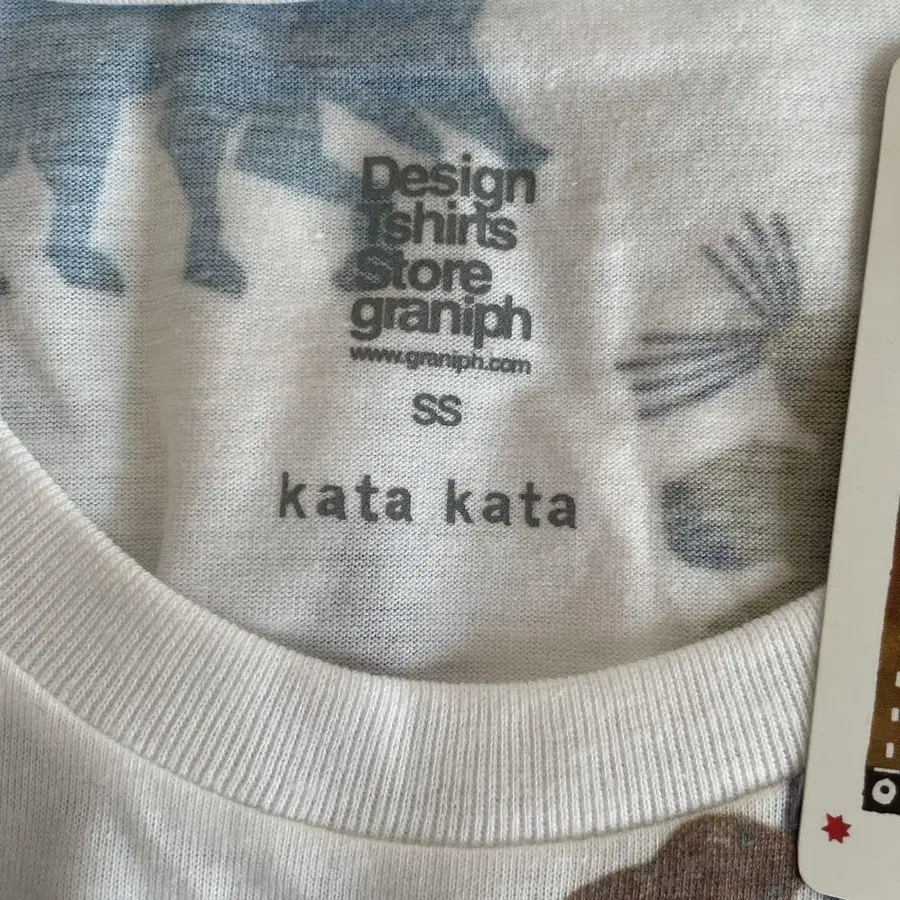 Design
Tshirts
Store
graniph
www.graniph.com
SS
kata kata